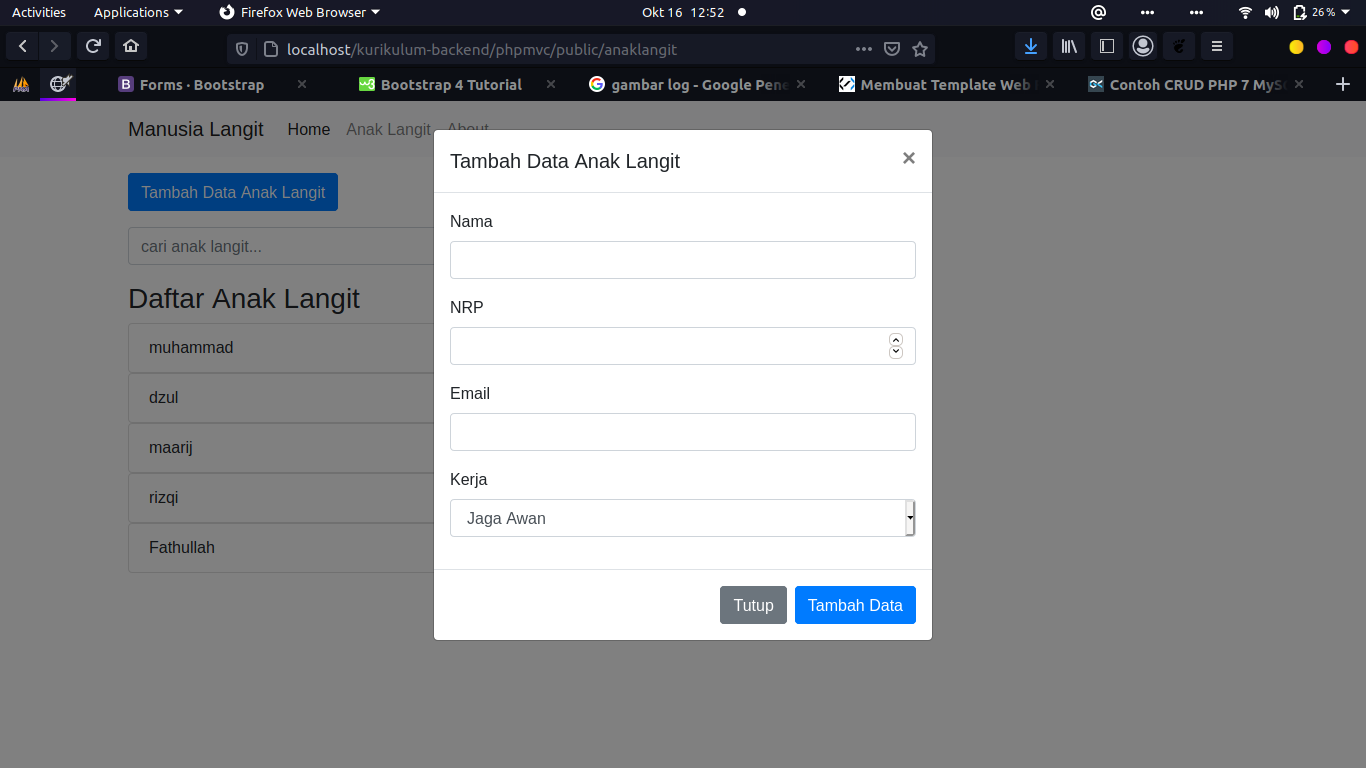 Activities Applications Firefox Web Browser Okt 16 12:52 26%
localhost/kurikulum-backend/phpmvc/public/anaklangit
Forms · Bootstrap Bootstrap 4 Tutorial gambar log - Google Pene Membuat Template Web Contoh CRUD PHP 7 MyS
Manusia Langit Home Anak Langit About
Tambah Data Anak Langit
cari anak langit...
Daftar Anak Langit
muhammad
dzul
maarij
rizqi
Fathullah
Tambah Data Anak Langit ×
Nama
NRP
Email
Kerja
Jaga Awan
Tutup Tambah Data